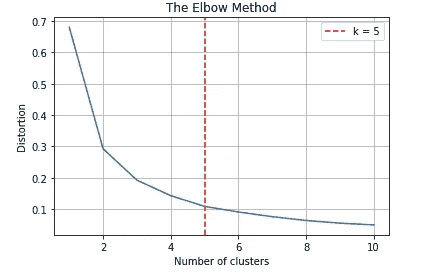 The Elbow Method
k = 5
Distortion
0.7
0.6
0.5
0.4
0.3
0.2
0.1
2 4 6 8 10
Number of clusters